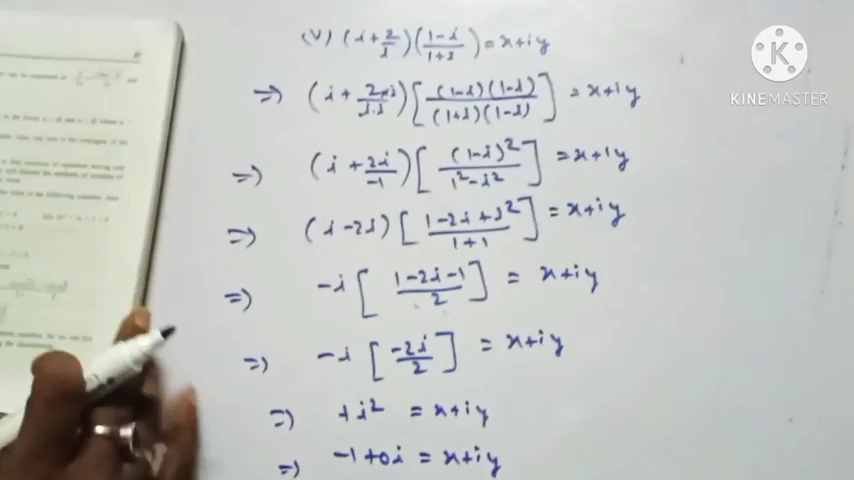 (V) (i + 2/i) (1-i/1+i) = x+iy
=) (i + 2×i/i·i) [(1-i)(1-i)/(1+i)(1-i)] = x+iy
=) (i + 2i/-1) [(1-i)²/1²-i²] = x+iy
=) (i-2i) [1-2i+i²/1+1] = x+iy
=) -i [1-2i-1/2] = x+iy
=) -i [-2i/2] = x+iy
=) +i² = x+iy
=) -1+0i = x+iy
KINEMASTER